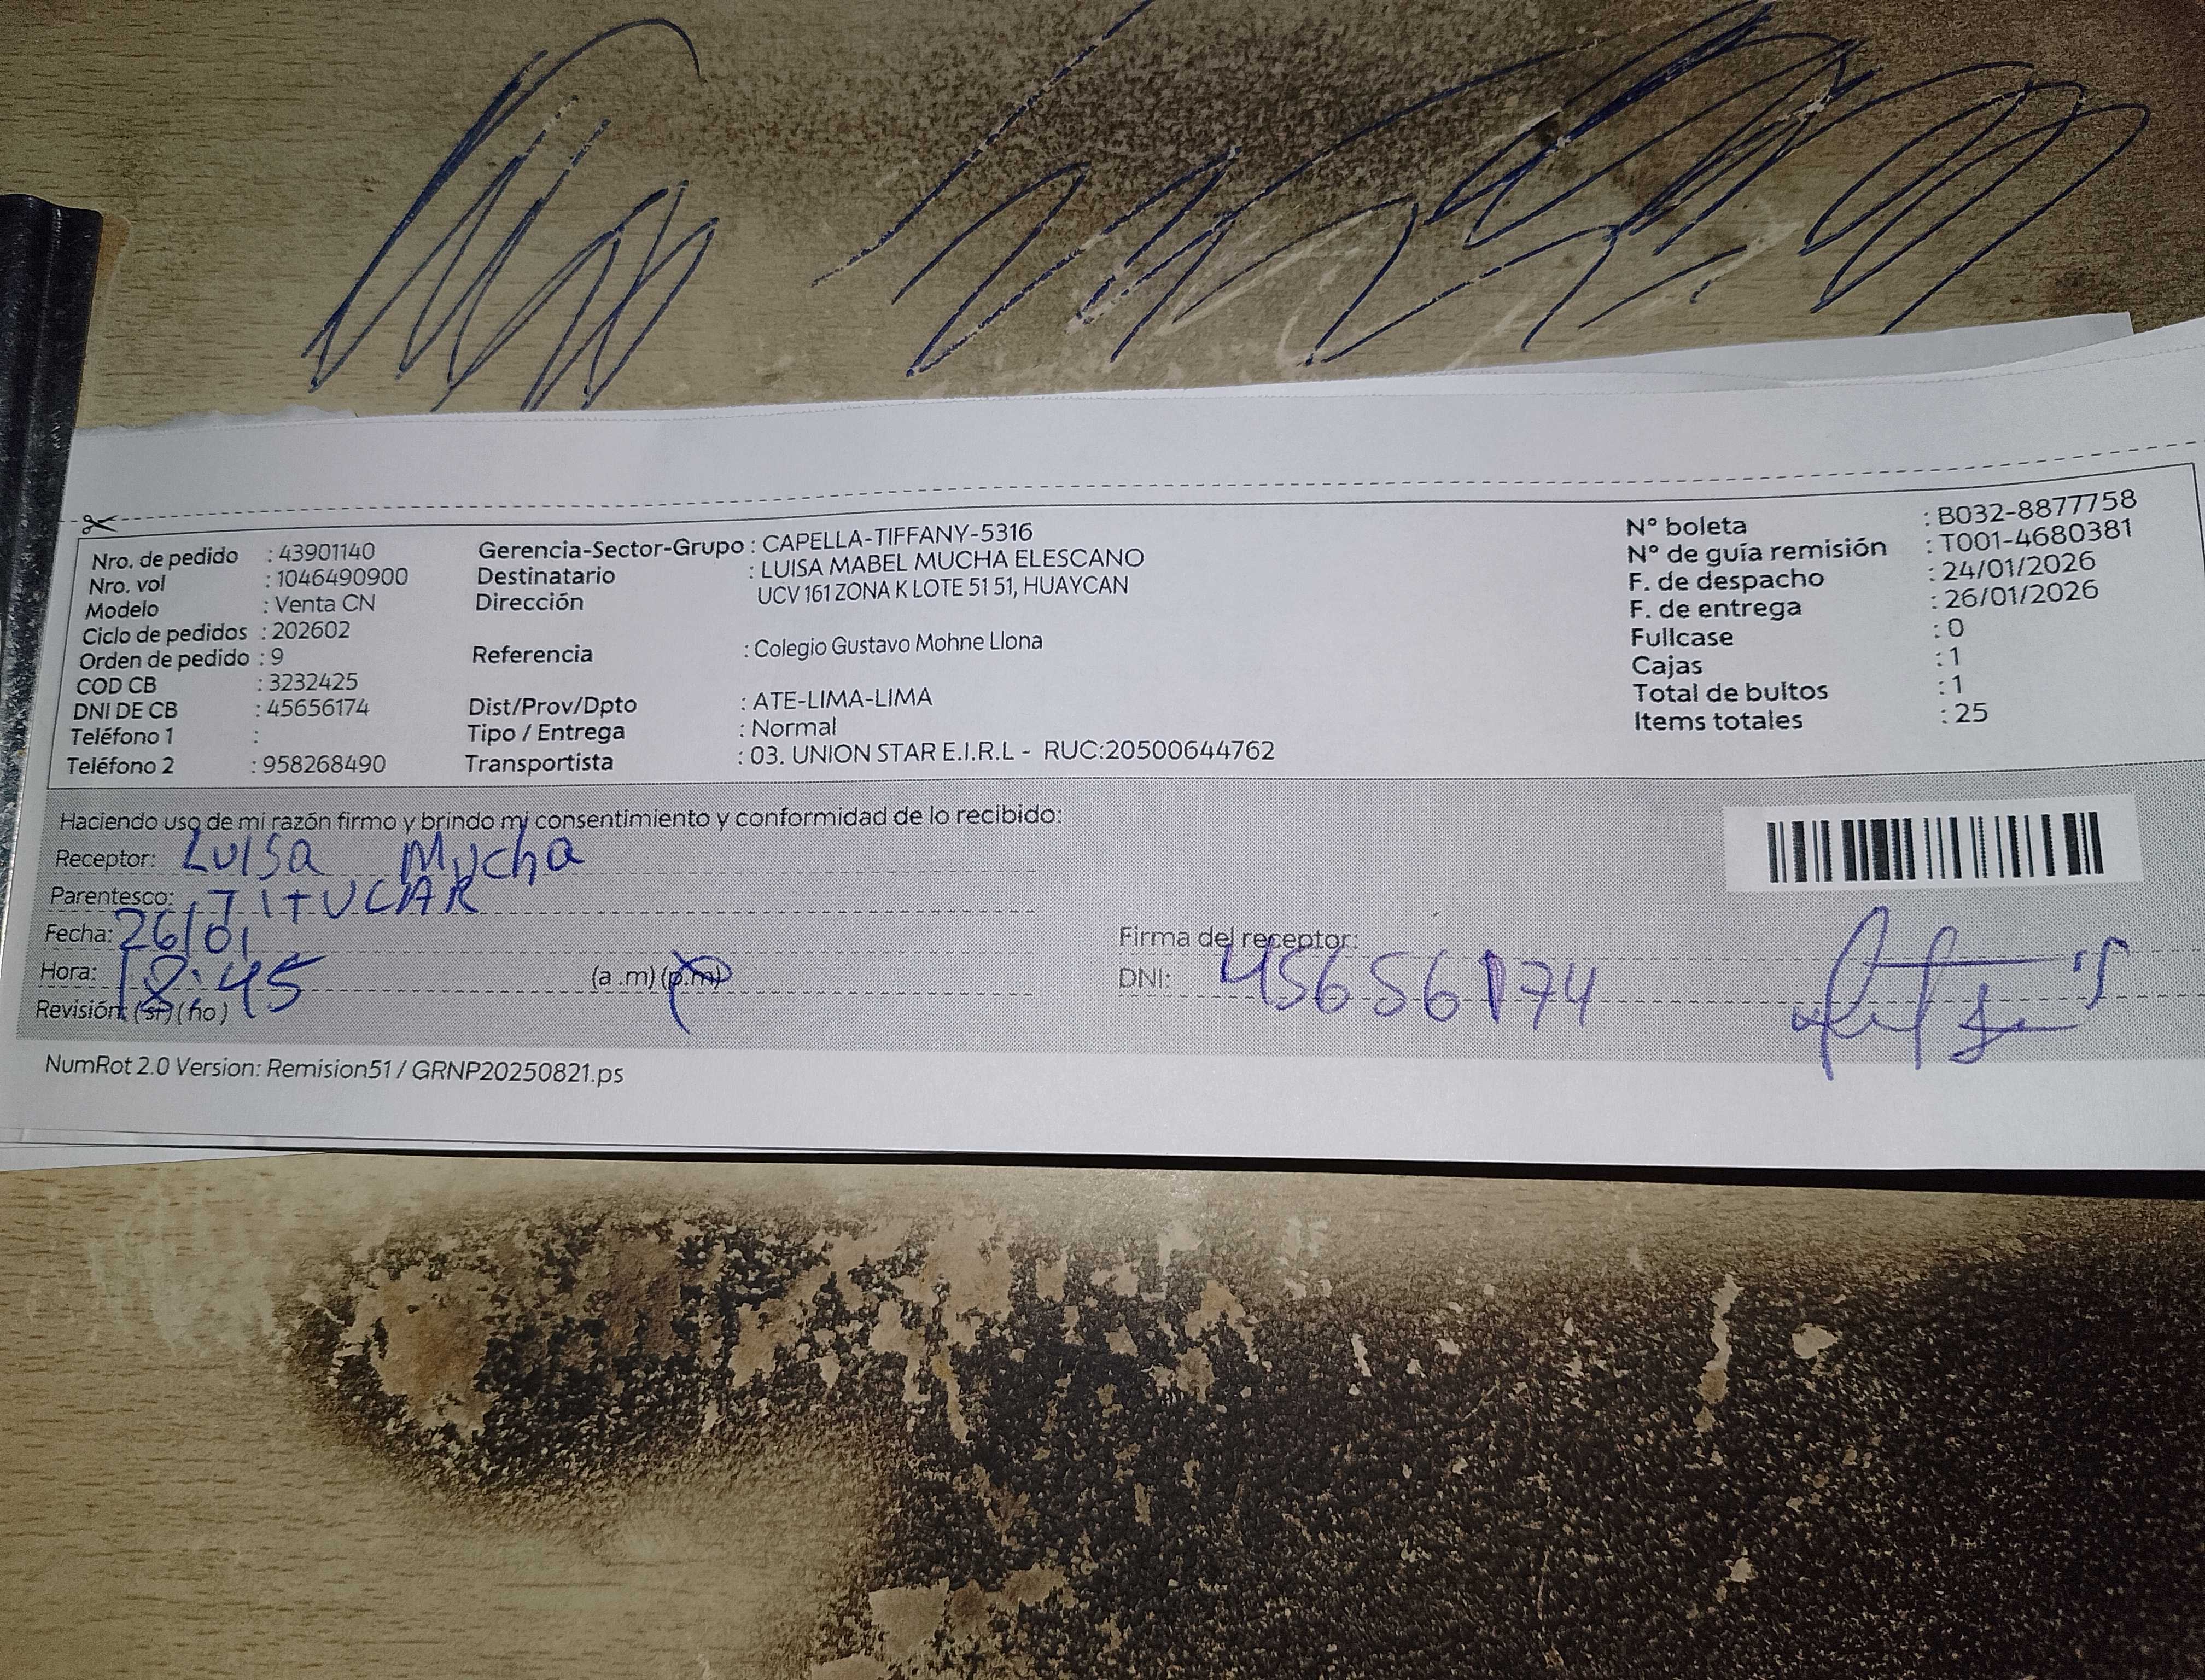 Nro. de pedido : 43901140
Nro. vol : 1046490900
Modelo : Venta CN
Ciclo de pedidos : 202602
Orden de pedido : 9
COD CB : 3232425
DNI DE CB : 45656174
Teléfono 1 :
Teléfono 2 : 958268490
Gerencia-Sector-Grupo : CAPELLA-TIFFANY-5316
Destinatario : LUISA MABEL MUCHA ELESCANO
Dirección UCV 161 ZONA K LOTE 51 51, HUAYCAN
Referencia : Colegio Gustavo Mohne Llona
Dist/Prov/Dpto : ATE-LIMA-LIMA
Tipo / Entrega : Normal
Transportista : 03. UNION STAR E.I.R.L - RUC:20500644762
N° boleta : B032-8877758
N° de guía remisión : T001-4680381
F. de despacho : 24/01/2026
F. de entrega : 26/01/2026
Fullcase : 0
Cajas : 1
Total de bultos : 1
Items totales : 25
Haciendo uso de mi razón firmo y brindo mi consentimiento y conformidad de lo recibido:
Receptor: Luisa Mucha
Parentesco: TITUCAR
Fecha: 26/01
Hora: 18:45 (a.m) (p.m)
Revisión: (si) (no)
Firma del receptor:
DNI: 45656174
NumRot 2.0 Version: Remision51 / GRNP20250821.ps